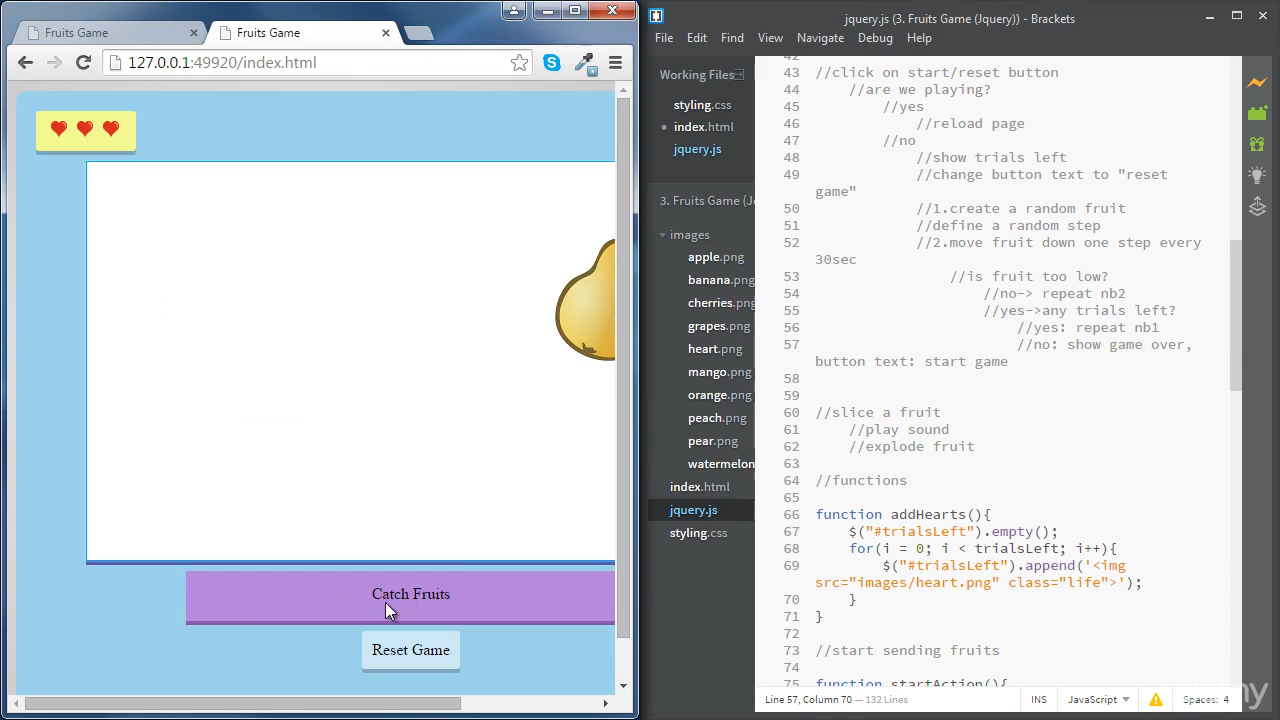 Fruits Game
Fruits Game
127.0.0.1:49920/index.html
Catch Fruits
Reset Game
jquery.js (3. Fruits Game (Jquery)) - Brackets
File Edit Find View Navigate Debug Help
Working Files
styling.css
index.html
jquery.js
3. Fruits Game (Jq
images
apple.png
banana.png
cherries.png
grapes.png
heart.png
mango.png
orange.png
peach.png
pear.png
watermelon
index.html
jquery.js
styling.css
42
43 //click on start/reset button
44 //are we playing?
45 //yes
46 //reload page
47 //no
48 //show trials left
49 //change button text to "reset
game"
50 //1.create a random fruit
51 //define a random step
52 //2.move fruit down one step every
30sec
53 //is fruit too low?
54 //no-> repeat nb2
55 //yes->any trials left?
56 //yes: repeat nb1
57 //no: show game over,
button text: start game
58
59
60 //slice a fruit
61 //play sound
62 //explode fruit
63
64 //functions
65
66 function addHearts(){
67 $("#trialsLeft").empty();
68 for(i = 0; i < trialsLeft; i++){
69 $("#trialsLeft").append('<img
src="images/heart.png" class="life">');
70 }
71 }
72
73 //start sending fruits
74
75 function startAction(){
Line 57, Column 70 — 132 Lines
INS JavaScript Spaces: 4